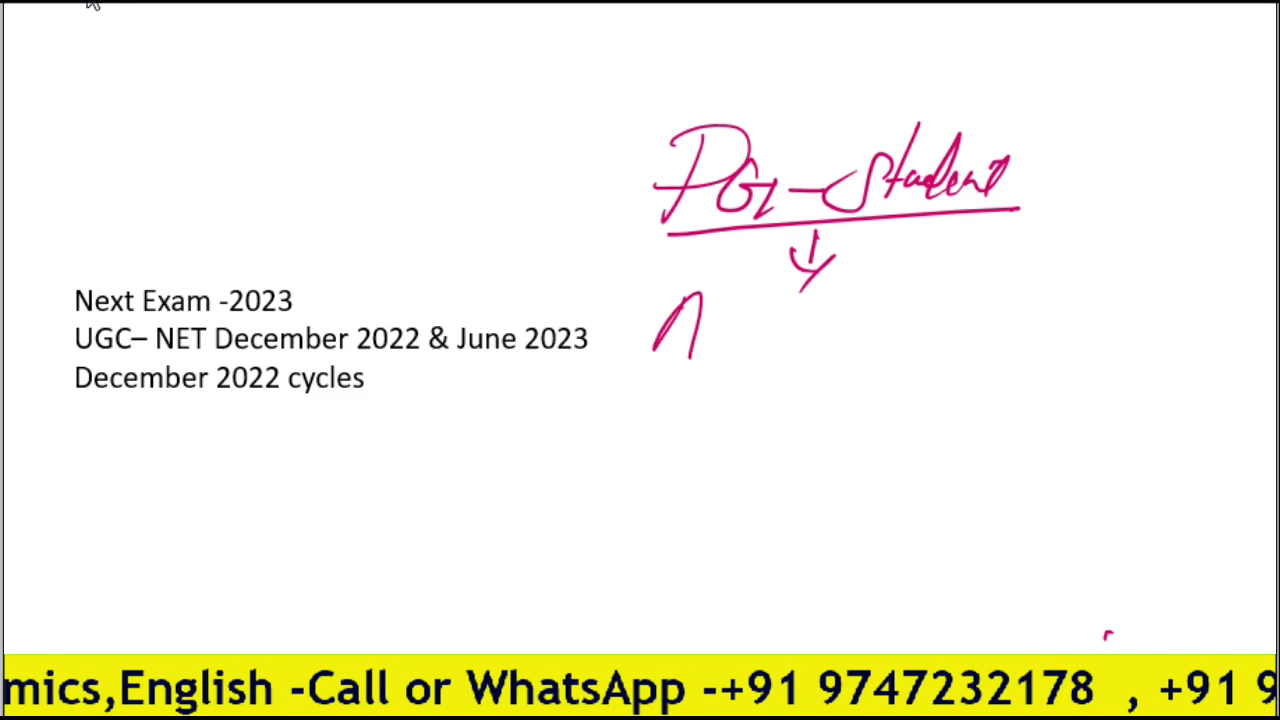 PG - Student
Next Exam -2023
UGC– NET December 2022 & June 2023
December 2022 cycles
mics,English -Call or WhatsApp -+91 9747232178 , +91 9